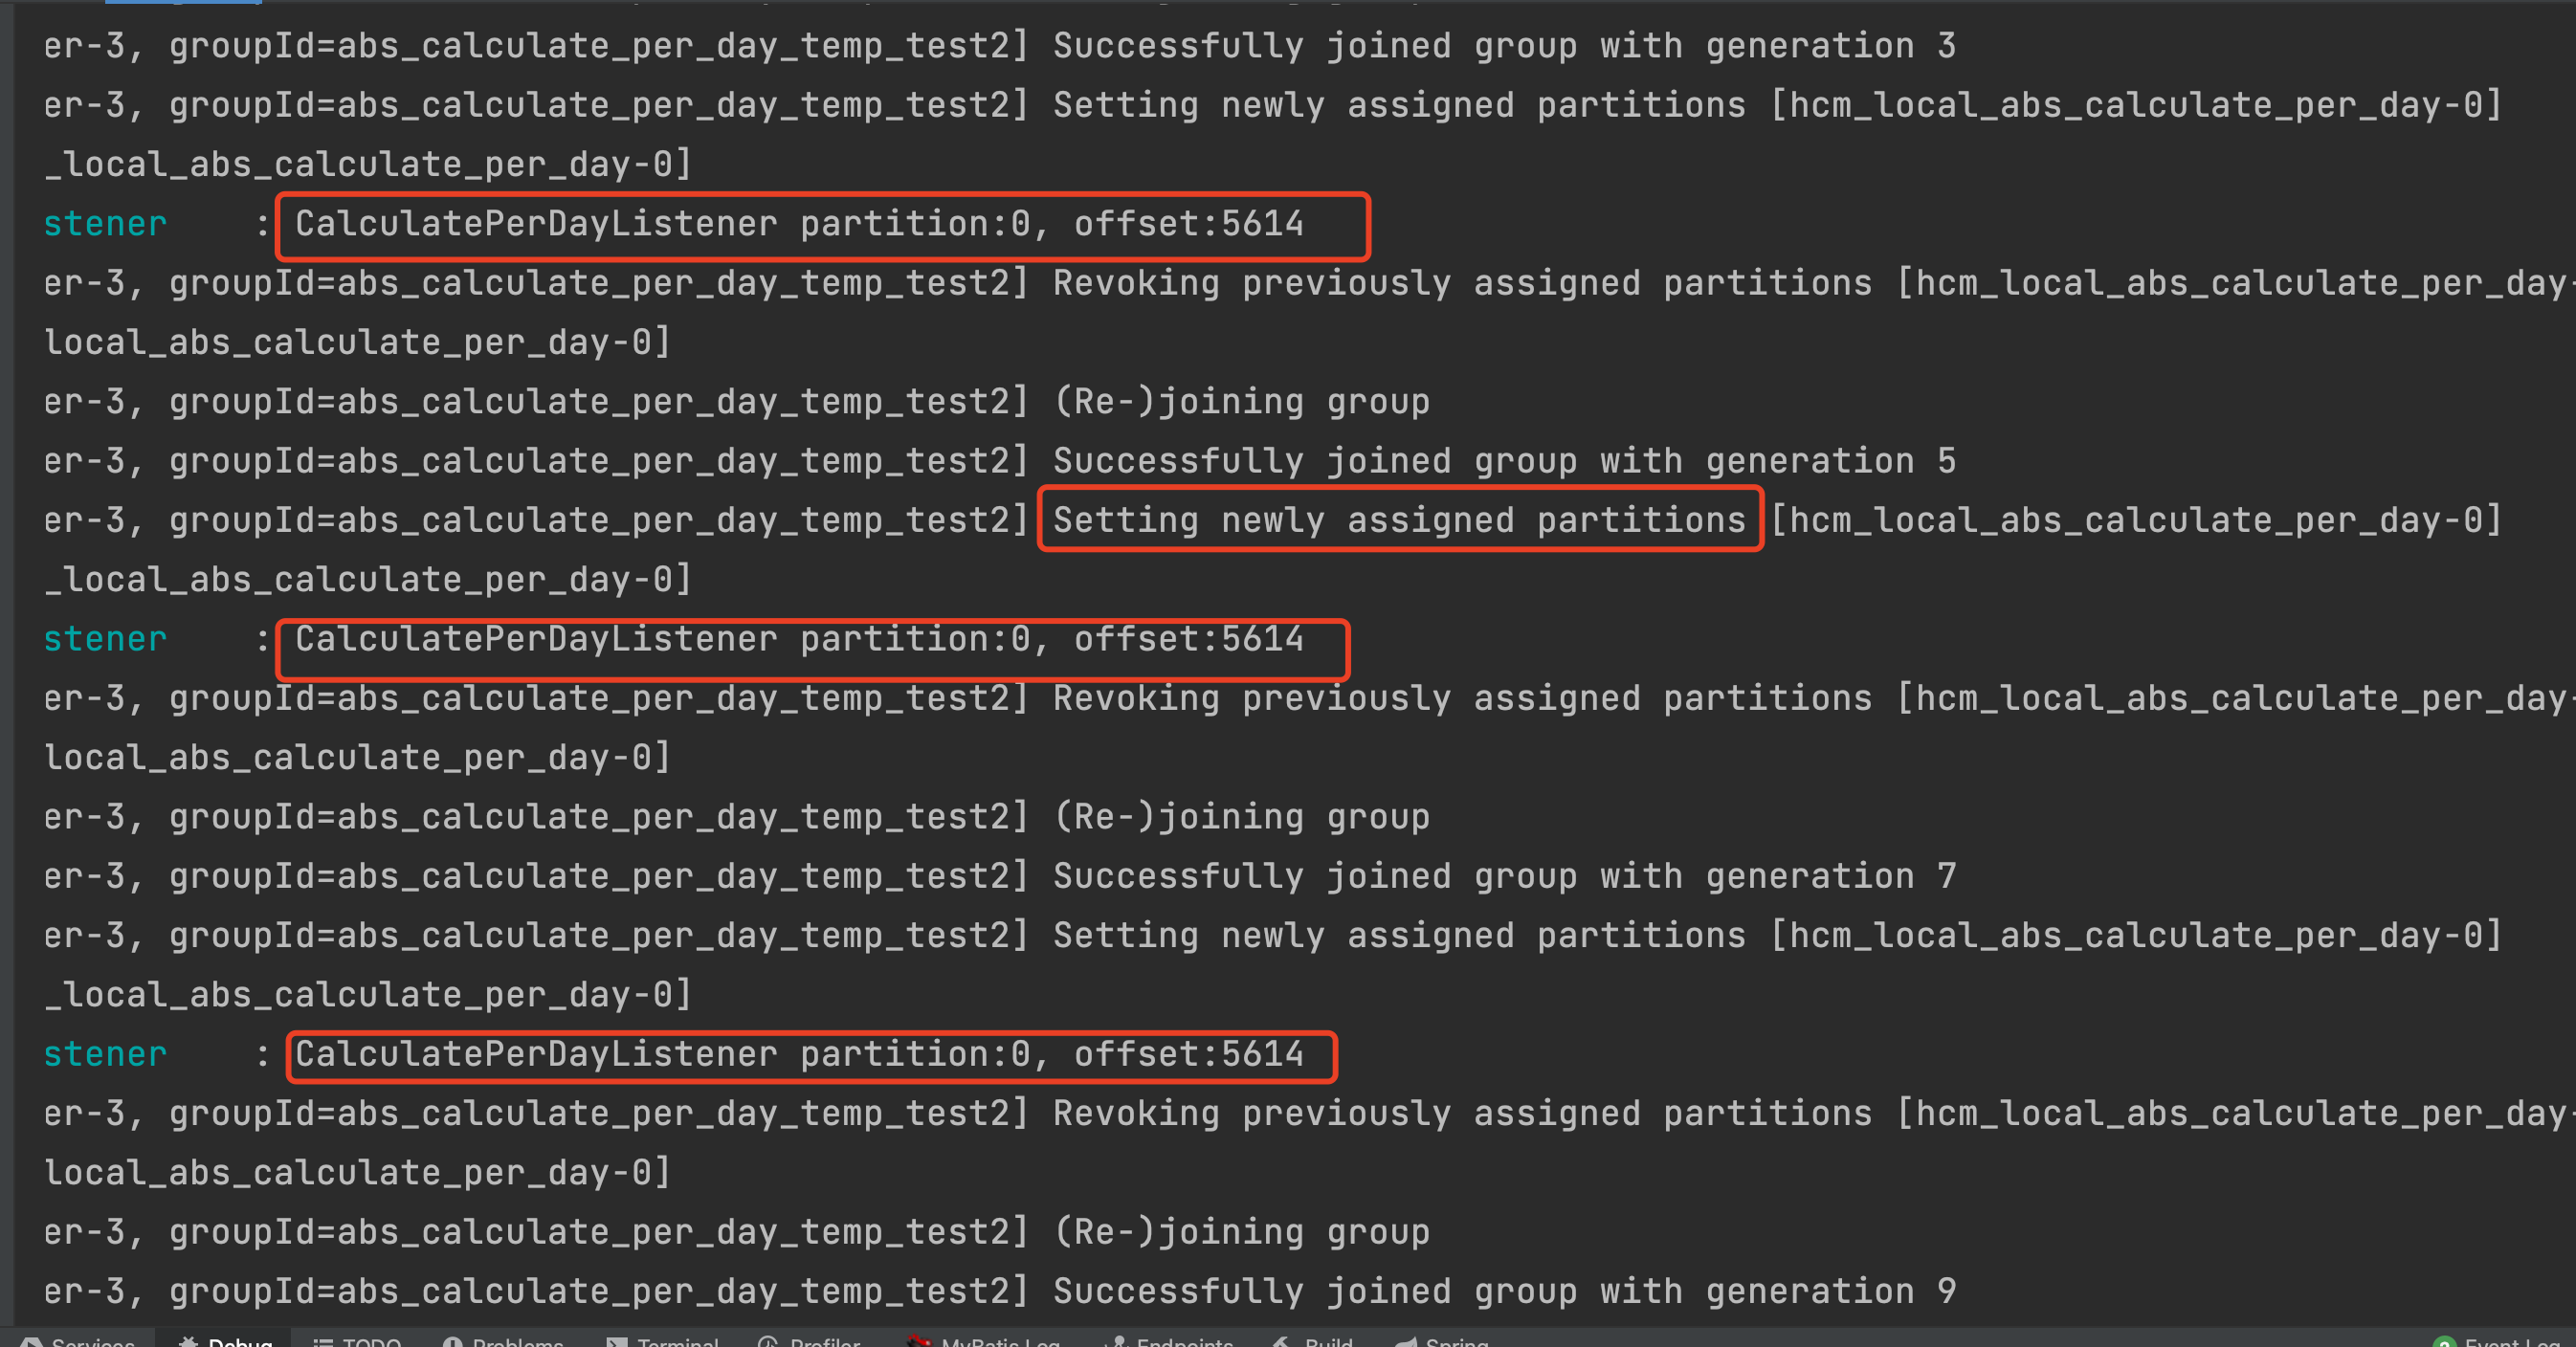 er-3, groupId=abs_calculate_per_day_temp_test2] Successfully joined group with generation 3
er-3, groupId=abs_calculate_per_day_temp_test2] Setting newly assigned partitions [hcm_local_abs_calculate_per_day-0]
_local_abs_calculate_per_day-0]
stener : CalculatePerDayListener partition:0, offset:5614
er-3, groupId=abs_calculate_per_day_temp_test2] Revoking previously assigned partitions [hcm_local_abs_calculate_per_day-
local_abs_calculate_per_day-0]
er-3, groupId=abs_calculate_per_day_temp_test2] (Re-)joining group
er-3, groupId=abs_calculate_per_day_temp_test2] Successfully joined group with generation 5
er-3, groupId=abs_calculate_per_day_temp_test2] Setting newly assigned partitions [hcm_local_abs_calculate_per_day-0]
_local_abs_calculate_per_day-0]
stener : CalculatePerDayListener partition:0, offset:5614
er-3, groupId=abs_calculate_per_day_temp_test2] Revoking previously assigned partitions [hcm_local_abs_calculate_per_day-
local_abs_calculate_per_day-0]
er-3, groupId=abs_calculate_per_day_temp_test2] (Re-)joining group
er-3, groupId=abs_calculate_per_day_temp_test2] Successfully joined group with generation 7
er-3, groupId=abs_calculate_per_day_temp_test2] Setting newly assigned partitions [hcm_local_abs_calculate_per_day-0]
_local_abs_calculate_per_day-0]
stener : CalculatePerDayListener partition:0, offset:5614
er-3, groupId=abs_calculate_per_day_temp_test2] Revoking previously assigned partitions [hcm_local_abs_calculate_per_day-
local_abs_calculate_per_day-0]
er-3, groupId=abs_calculate_per_day_temp_test2] (Re-)joining group
er-3, groupId=abs_calculate_per_day_temp_test2] Successfully joined group with generation 9
Services Debug TODO Problems Terminal Profiler MyBatis Log Endpoints Build Spring 2 Event Log